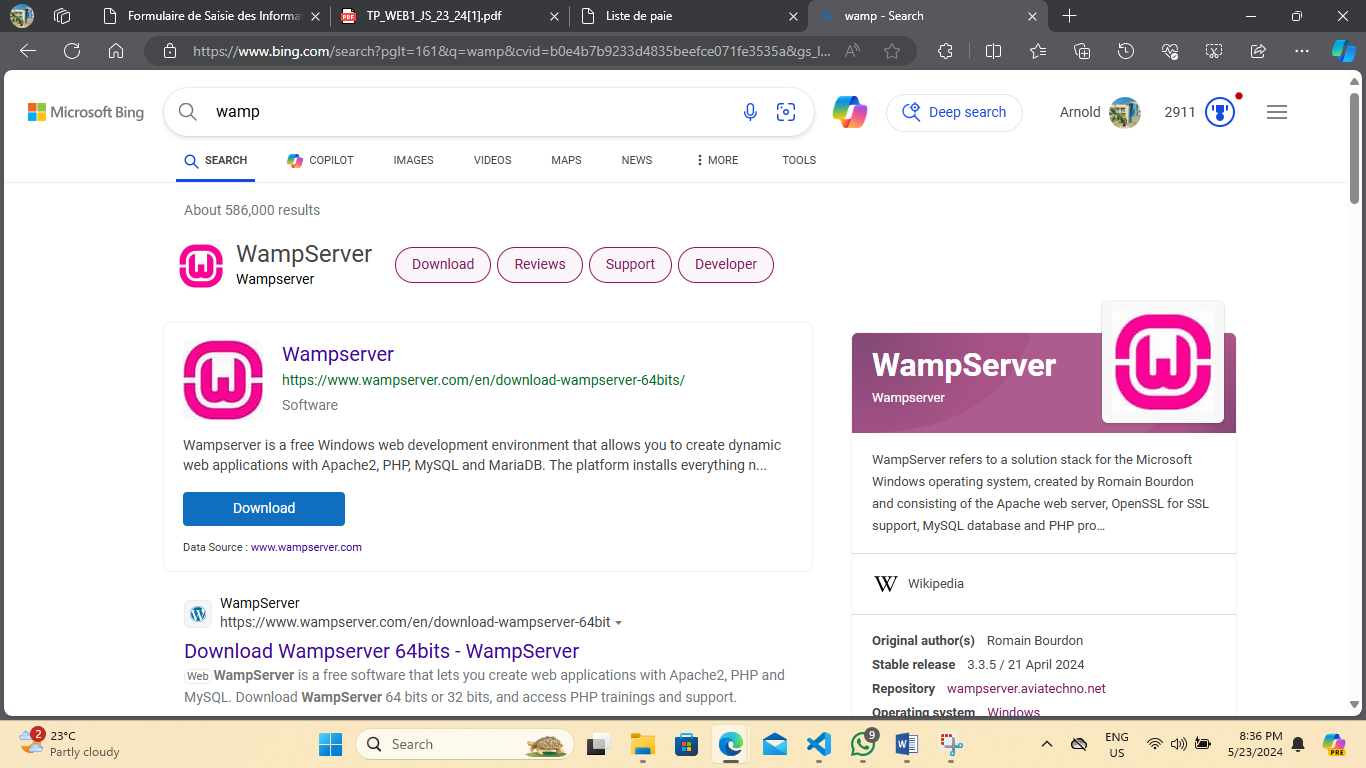 Formulaire de Saisie des Informat
TP_WEB1_JS_23_24[1].pdf
Liste de paie
wamp - Search
https://www.bing.com/search?pglt=161&q=wamp&cvid=b0e4b7b9233d4835beefce071fe3535a&gs_l...
Microsoft Bing
wamp
Deep search
Arnold
2911
SEARCH
COPILOT
IMAGES
VIDEOS
MAPS
NEWS
MORE
TOOLS
About 586,000 results
WampServer
Wampserver
Download
Reviews
Support
Developer
Wampserver
https://www.wampserver.com/en/download-wampserver-64bits/
Software
Wampserver is a free Windows web development environment that allows you to create dynamic
web applications with Apache2, PHP, MySQL and MariaDB. The platform installs everything n...
Download
Data Source : www.wampserver.com
WampServer
https://www.wampserver.com/en/download-wampserver-64bit
Download Wampserver 64bits - WampServer
Web WampServer is a free software that lets you create web applications with Apache2, PHP and
MySQL. Download WampServer 64 bits or 32 bits, and access PHP trainings and support.
WampServer
Wampserver
WampServer refers to a solution stack for the Microsoft
Windows operating system, created by Romain Bourdon
and consisting of the Apache web server, OpenSSL for SSL
support, MySQL database and PHP pro...
W Wikipedia
Original author(s) Romain Bourdon
Stable release 3.3.5 / 21 April 2024
Repository wampserver.aviatechno.net
Operating system Windows
2
23°C
Partly cloudy
Search
9
ENG
US
8:36 PM
5/23/2024
PRE